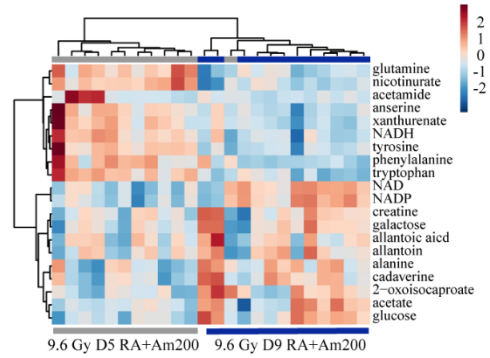 3
2
1
0
-1
-2
glutamine
nicotinurate
acetamide
anserine
xanthurenate
NADH
tyrosine
phenylalanine
tryptophan
NAD
NADP
creatine
galactose
allantoic aicd
allantoin
alanine
cadaverine
2−oxoisocaproate
acetate
glucose
9.6 Gy D5 RA+Am200 9.6 Gy D9 RA+Am200